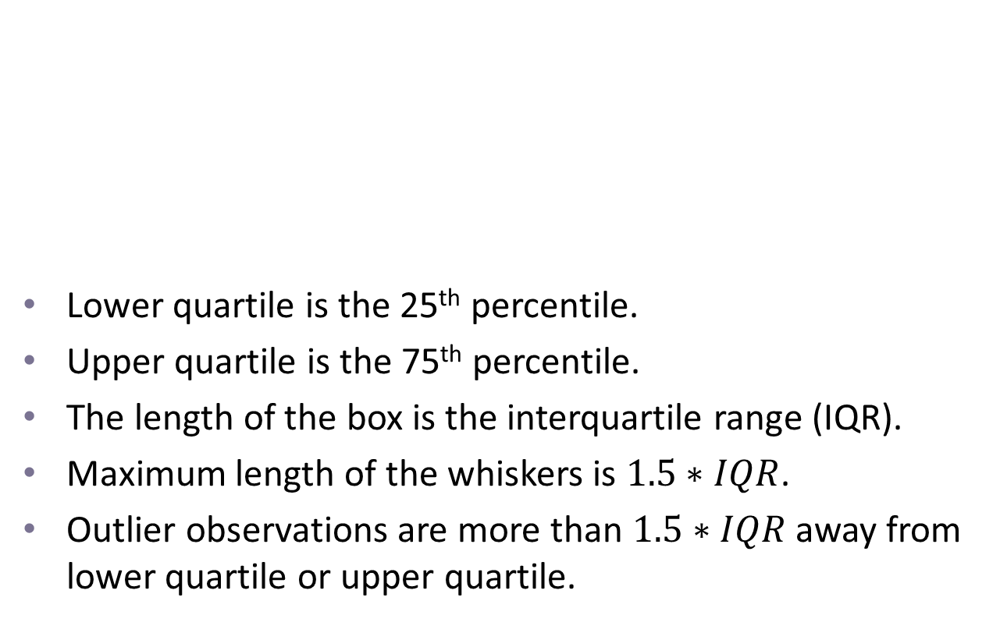 • Lower quartile is the 25th percentile.
• Upper quartile is the 75th percentile.
• The length of the box is the interquartile range (IQR).
• Maximum length of the whiskers is 1.5 ∗ IQR.
• Outlier observations are more than 1.5 ∗ IQR away from
lower quartile or upper quartile.